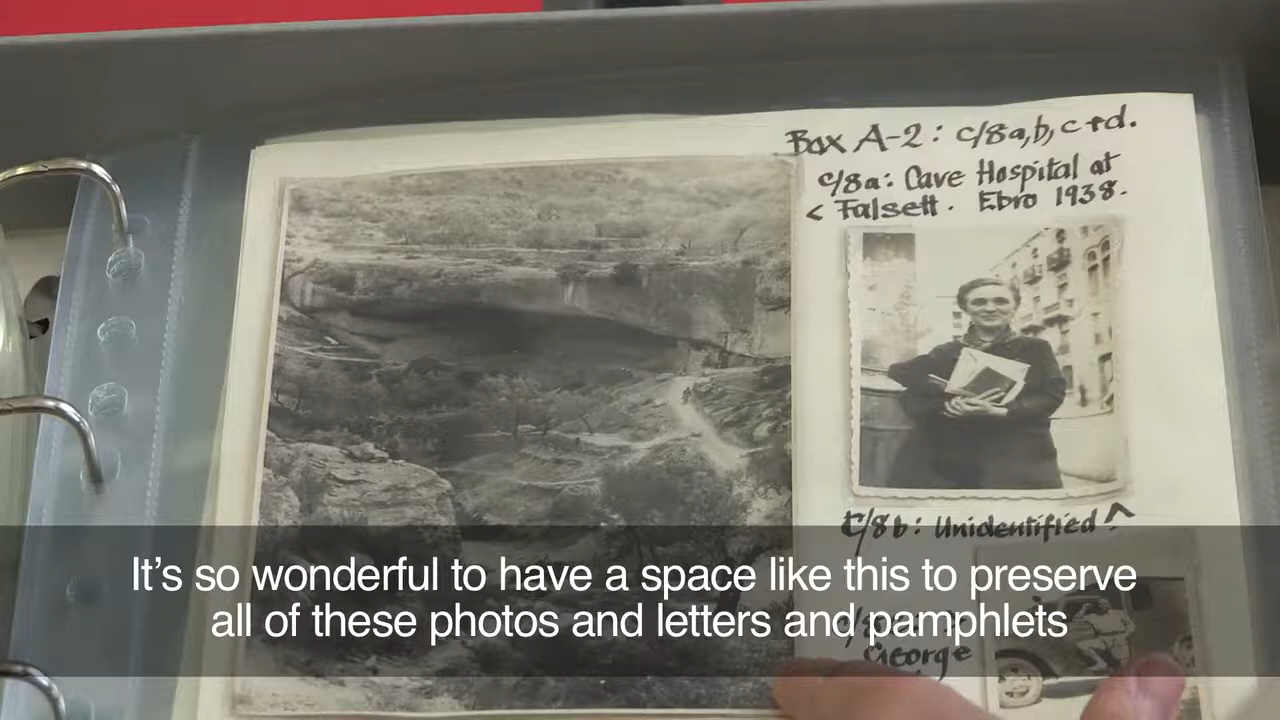 Box A-2: c/8a,b,c+d.
c/8a: Cave Hospital at
< Falsett. Ebro 1938.
c/8b: Unidentified ^
George
It's so wonderful to have a space like this to preserve
all of these photos and letters and pamphlets